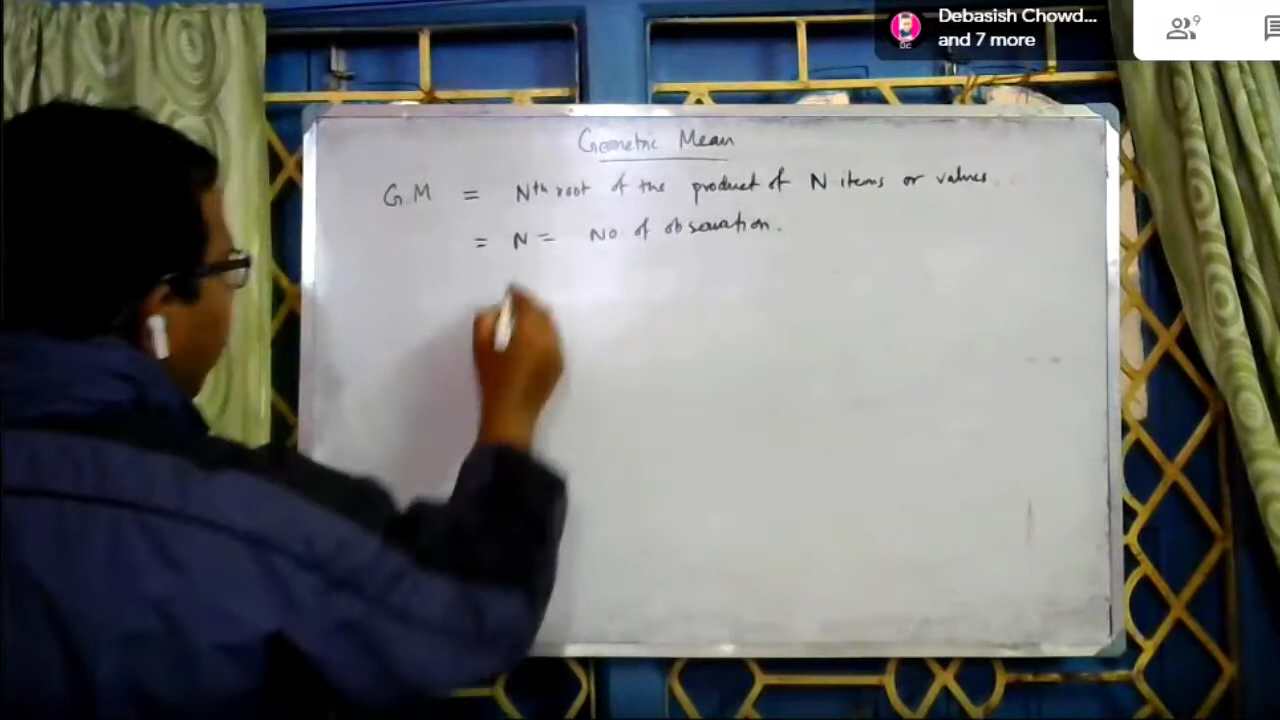 Debasish Chowd...
and 7 more
9
Geometric Mean
G M = Nth root of the product of N items or values.
= N = No. of observation.